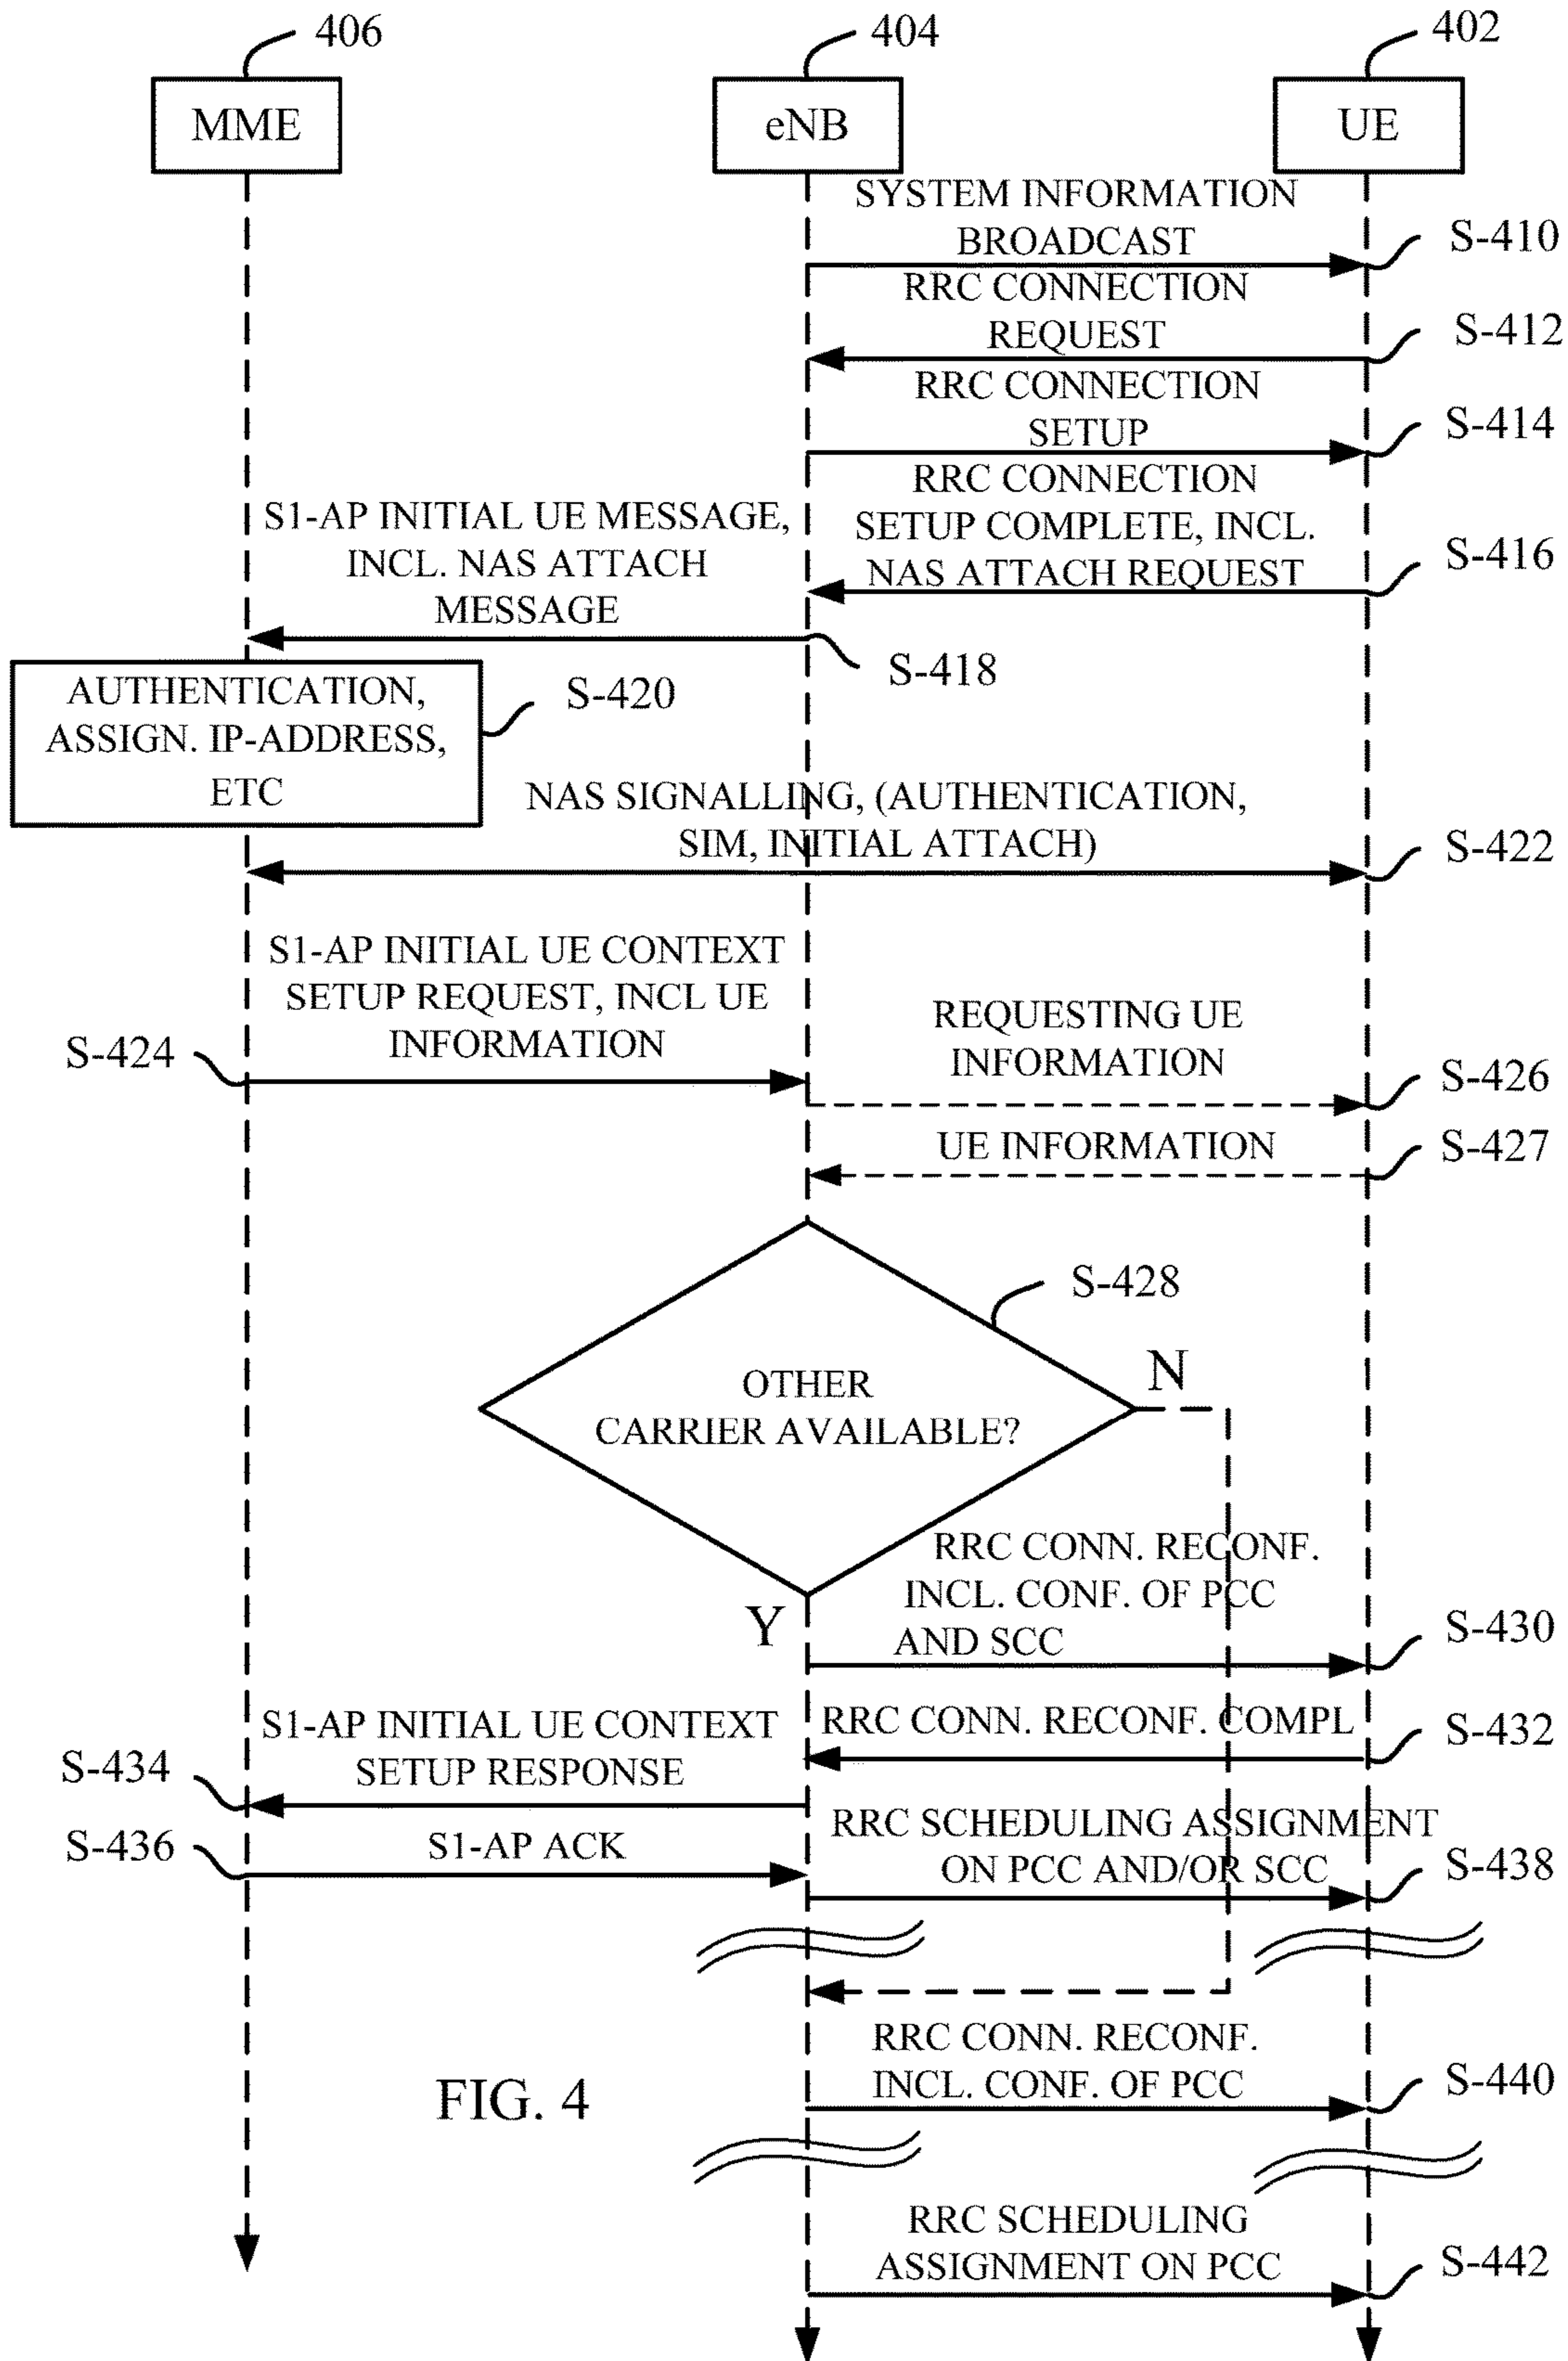 406
404
402
MME
eNB
UE
SYSTEM INFORMATION
BROADCAST
S-410
RRC CONNECTION
REQUEST
S-412
RRC CONNECTION
SETUP
S-414
RRC CONNECTION
SETUP COMPLETE, INCL.
NAS ATTACH REQUEST
S-416
S1-AP INITIAL UE MESSAGE,
INCL. NAS ATTACH
MESSAGE
S-418
AUTHENTICATION,
ASSIGN. IP-ADDRESS,
ETC
S-420
NAS SIGNALLING, (AUTHENTICATION,
SIM, INITIAL ATTACH)
S-422
S1-AP INITIAL UE CONTEXT
SETUP REQUEST, INCL UE
INFORMATION
S-424
REQUESTING UE
INFORMATION
S-426
UE INFORMATION
S-427
S-428
OTHER
CARRIER AVAILABLE?
N
Y
RRC CONN. RECONF.
INCL. CONF. OF PCC
AND SCC
S-430
RRC CONN. RECONF. COMPL
S-432
S1-AP INITIAL UE CONTEXT
SETUP RESPONSE
S-434
S-436
S1-AP ACK
RRC SCHEDULING ASSIGNMENT
ON PCC AND/OR SCC
S-438
RRC CONN. RECONF.
INCL. CONF. OF PCC
S-440
FIG. 4
RRC SCHEDULING
ASSIGNMENT ON PCC
S-442